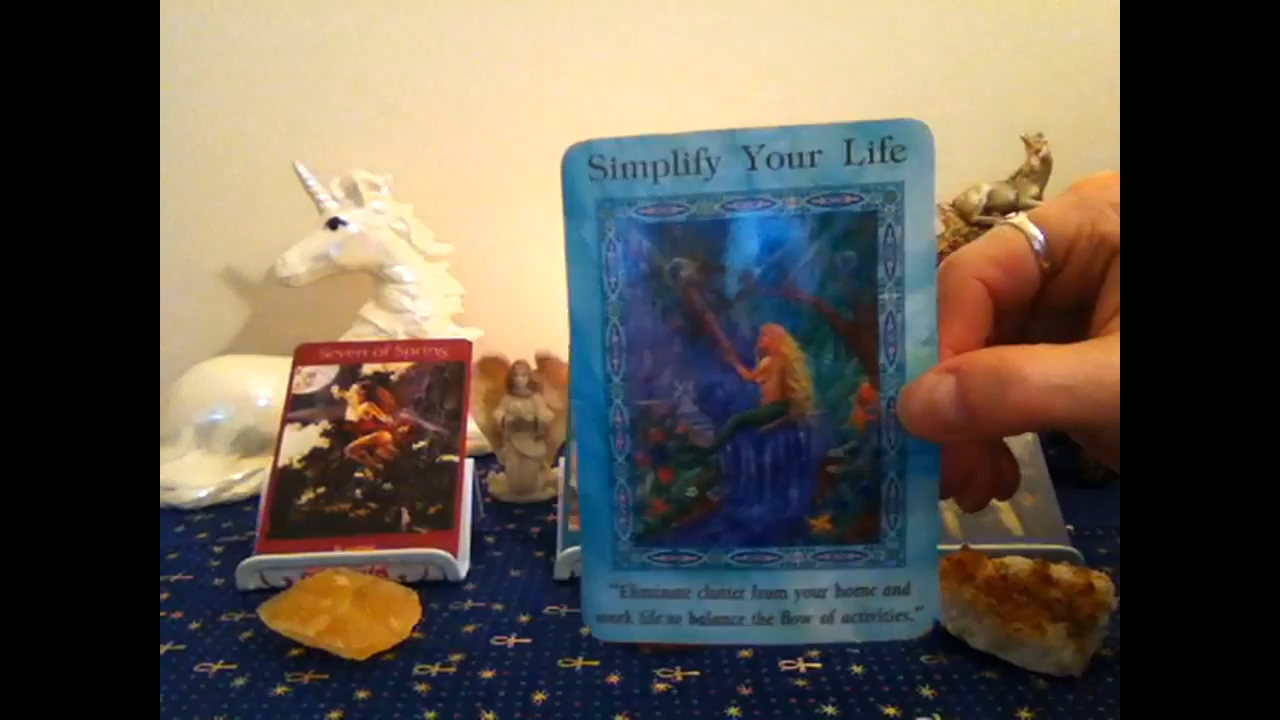 Simplify Your Life
Seven of Spring
"Eliminate clutter from your home and
work life to balance the flow of activities."